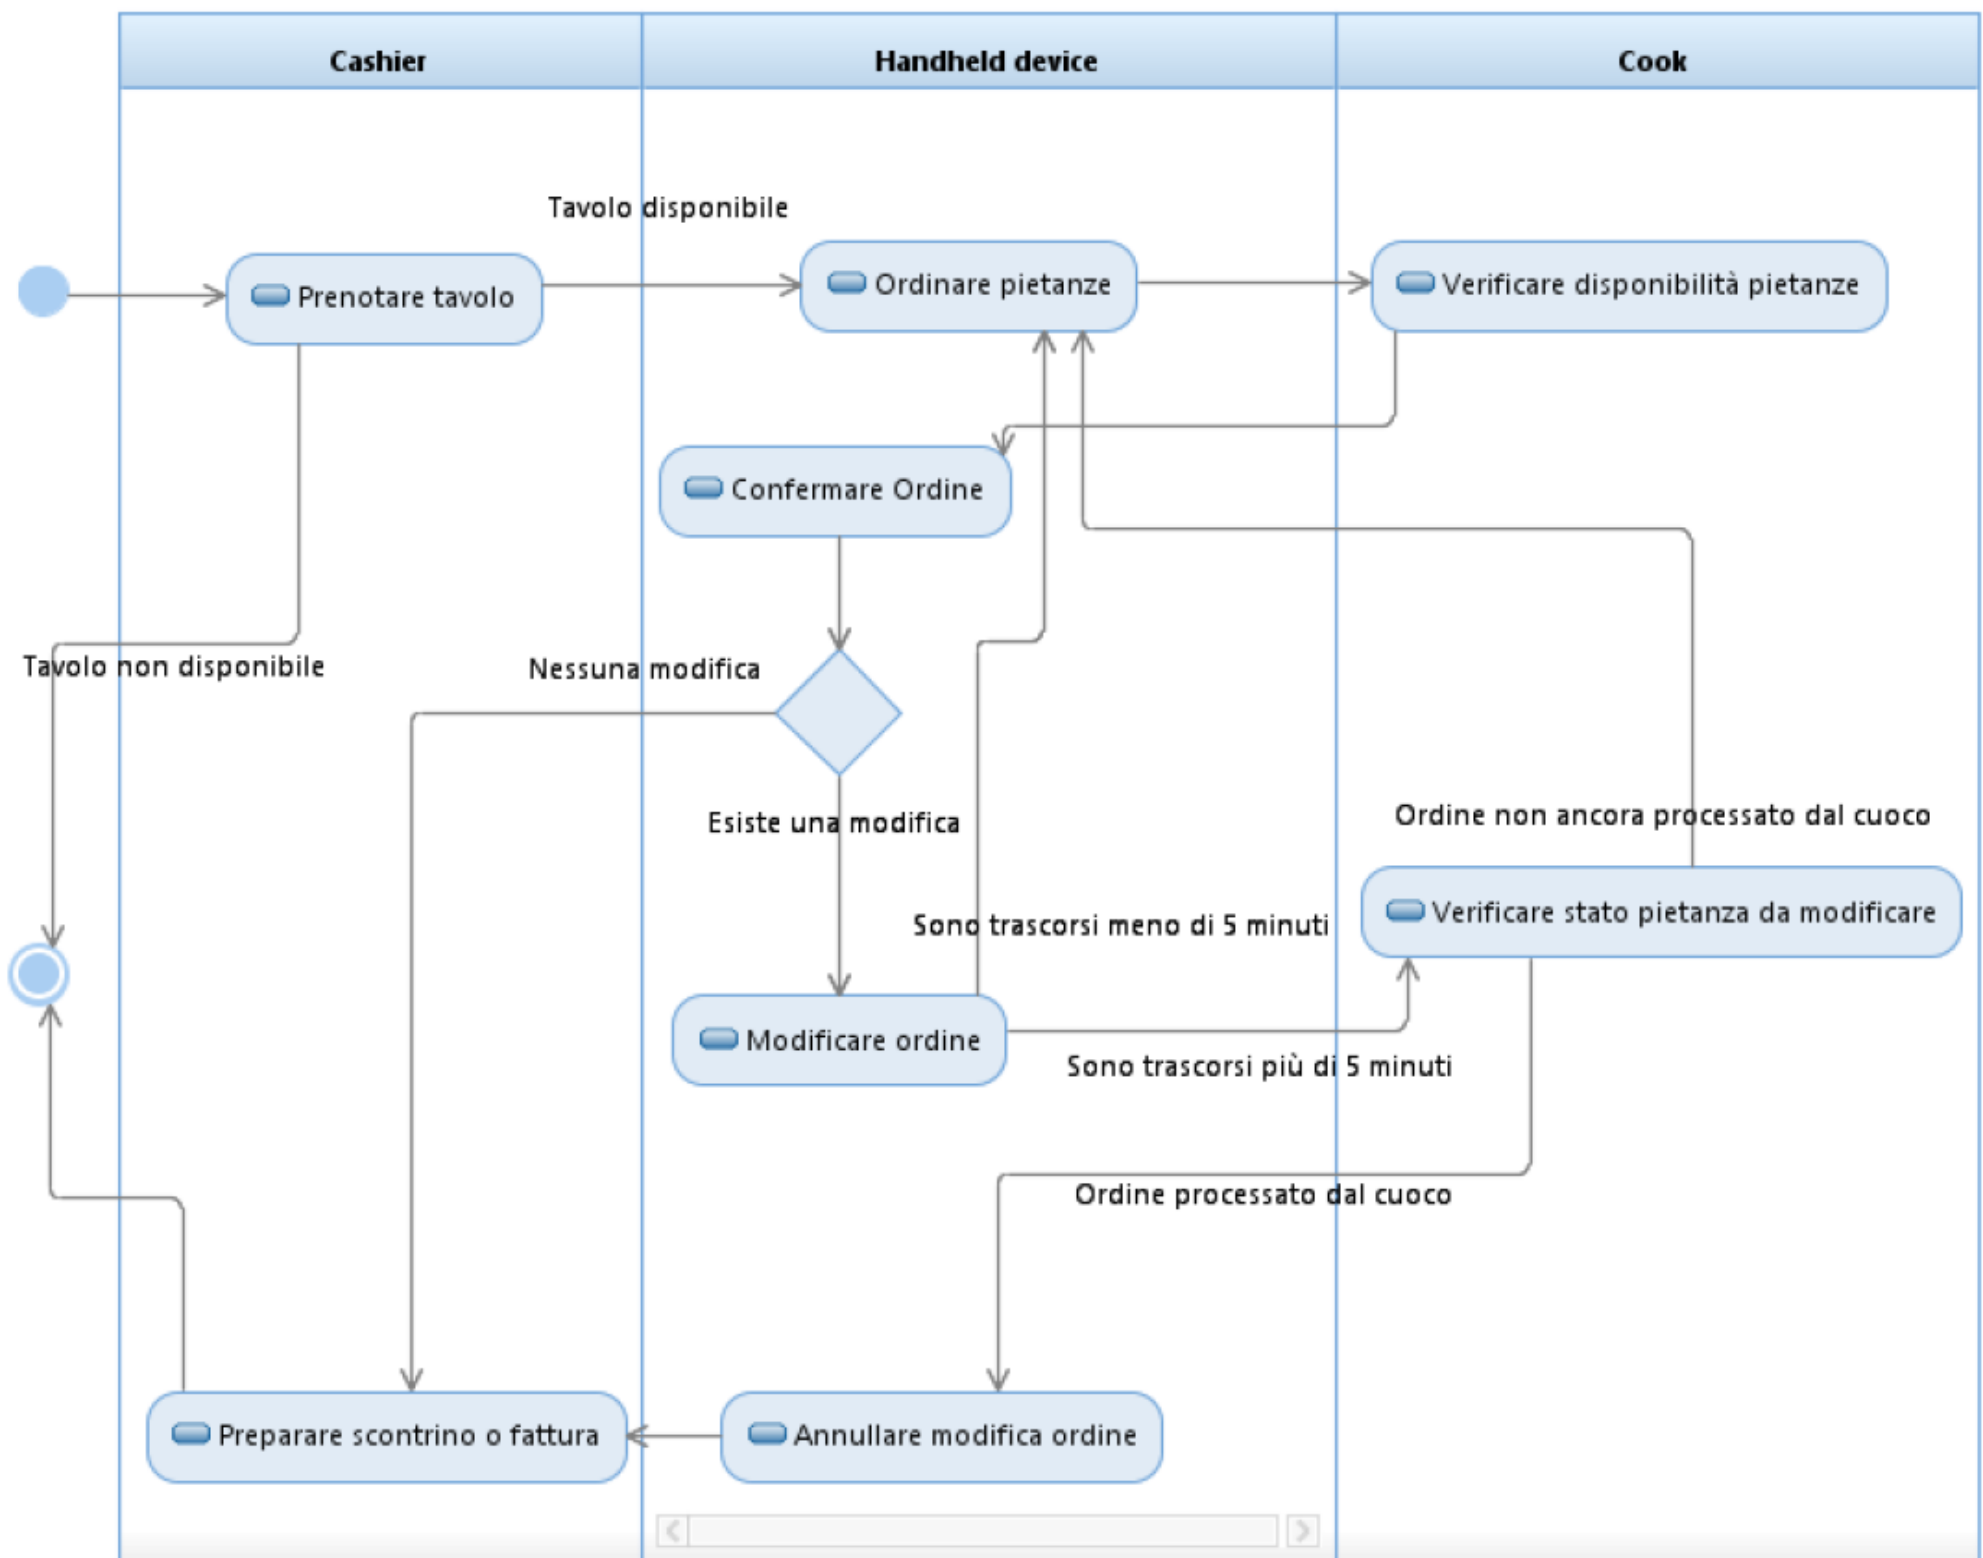 Cashier
Handheld device
Cook
Tavolo disponibile
Prenotare tavolo
Ordinare pietanze
Verificare disponibilità pietanze
Confermare Ordine
Tavolo non disponibile
Nessuna modifica
Esiste una modifica
Ordine non ancora processato dal cuoco
Sono trascorsi meno di 5 minuti
Verificare stato pietanza da modificare
Modificare ordine
Sono trascorsi più di 5 minuti
Ordine processato dal cuoco
Preparare scontrino o fattura
Annullare modifica ordine